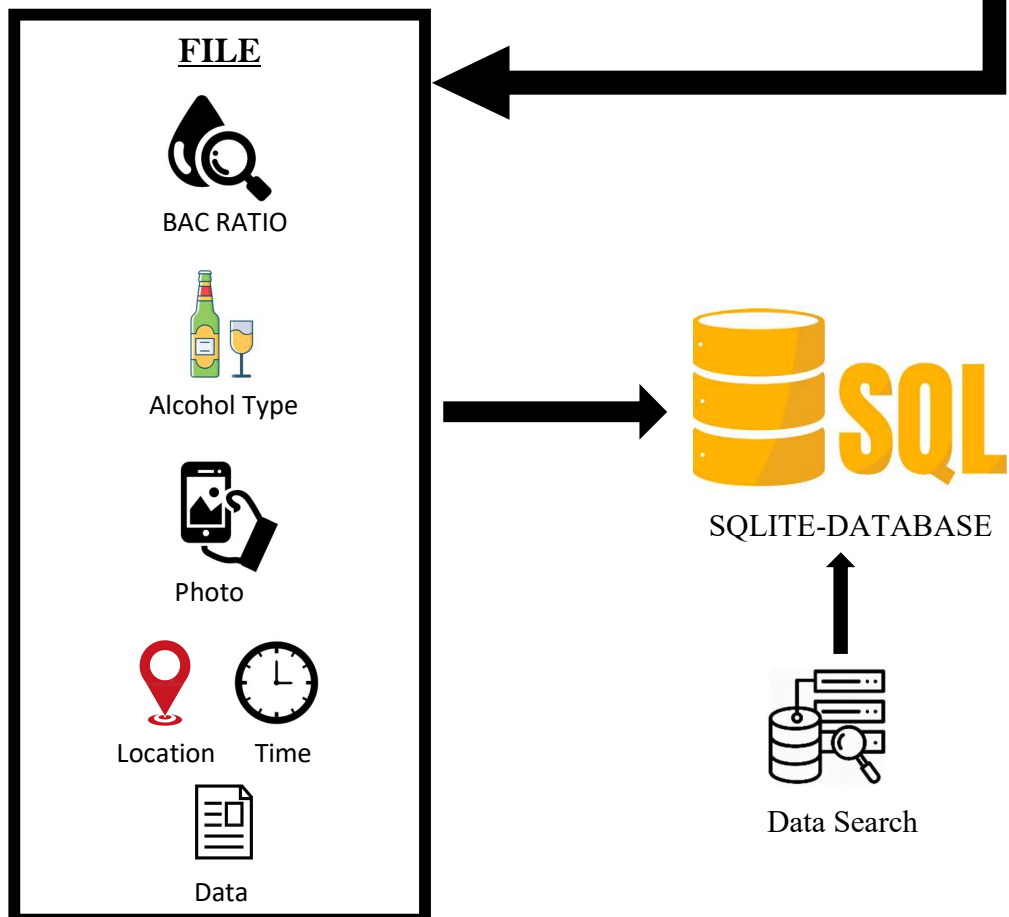 FILE
BAC RATIO
Alcohol Type
Photo
Location Time
Data
SQL
SQLITE-DATABASE
Data Search